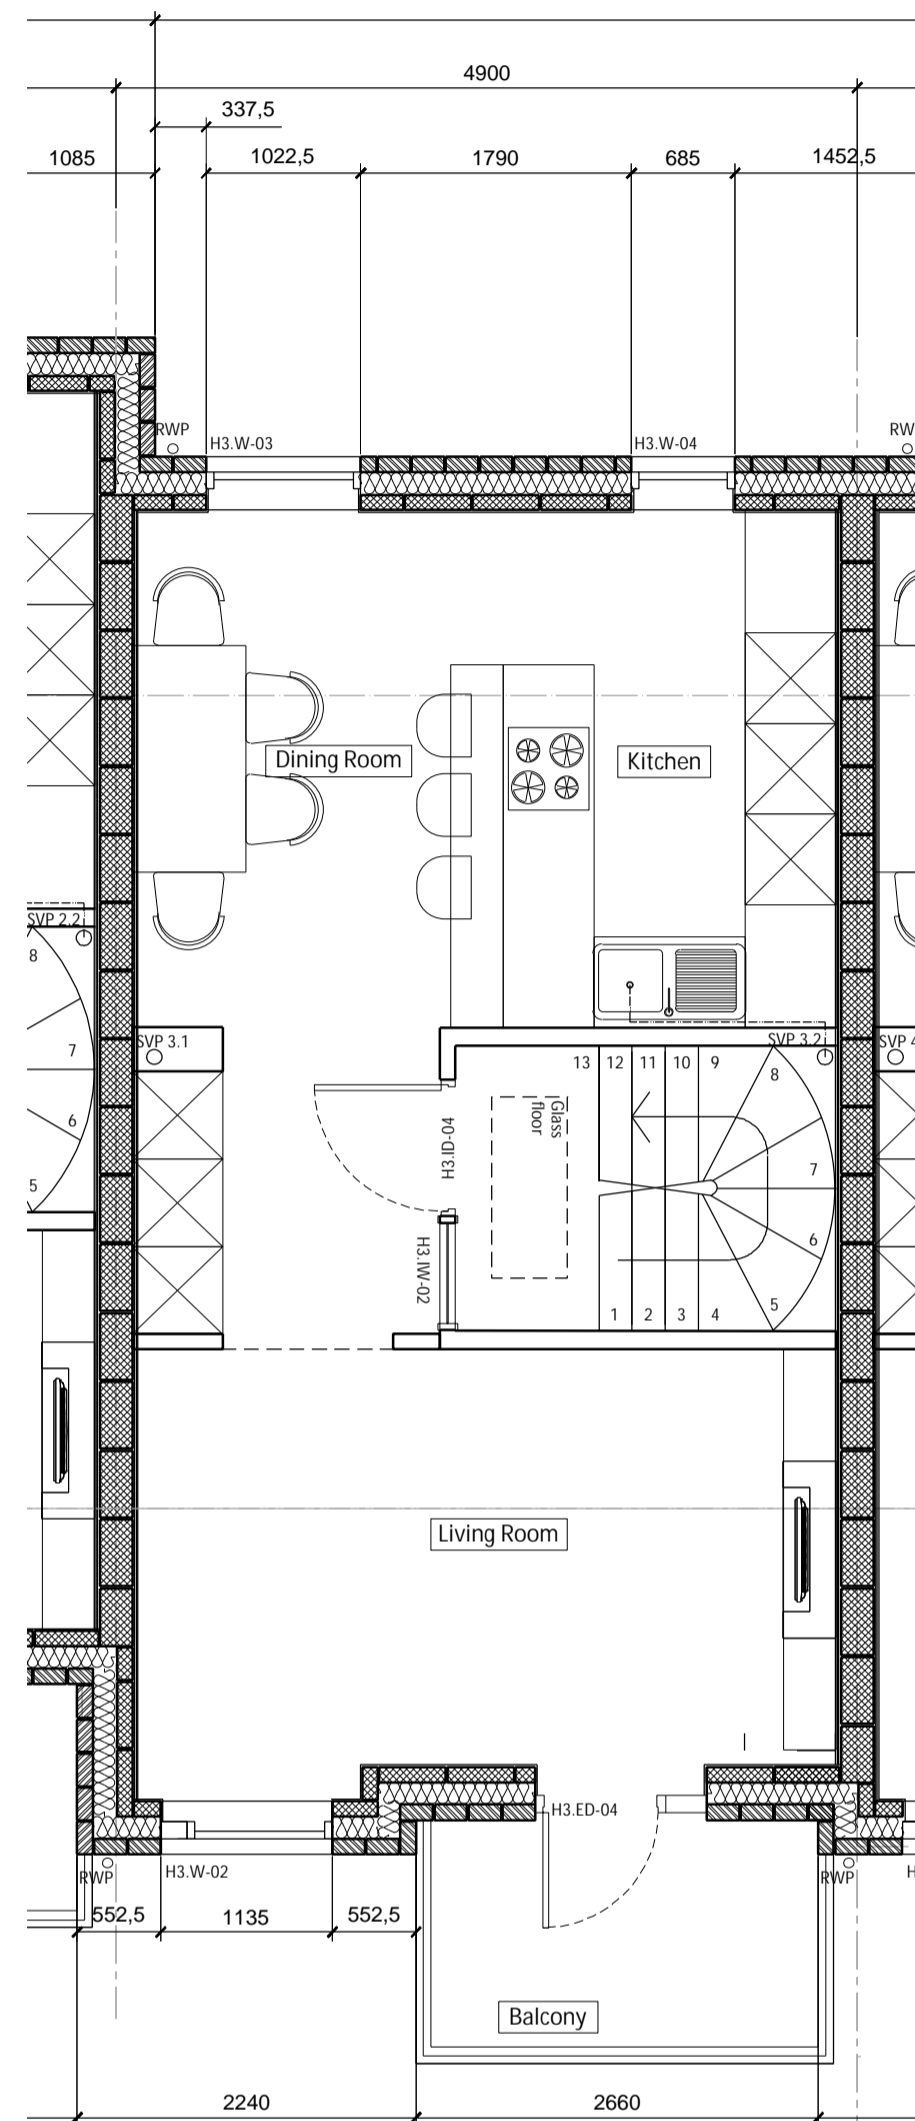 4900
337,5
1085
1022,5
1790
685
1452,5
RWP
H3.W-03
H3.W-04
RW
Dining Room
Kitchen
SVP 2.2
8
7
6
5
SVP 3.1
SVP 3.2
SVP 4
13
12
11
10
9
8
7
6
5
Glass
floor
H3.ID-04
H3.IW-02
1
2
3
4
Living Room
H3.ED-04
RWP
H3.W-02
RWP
H
552,5
1135
552,5
Balcony
2240
2660